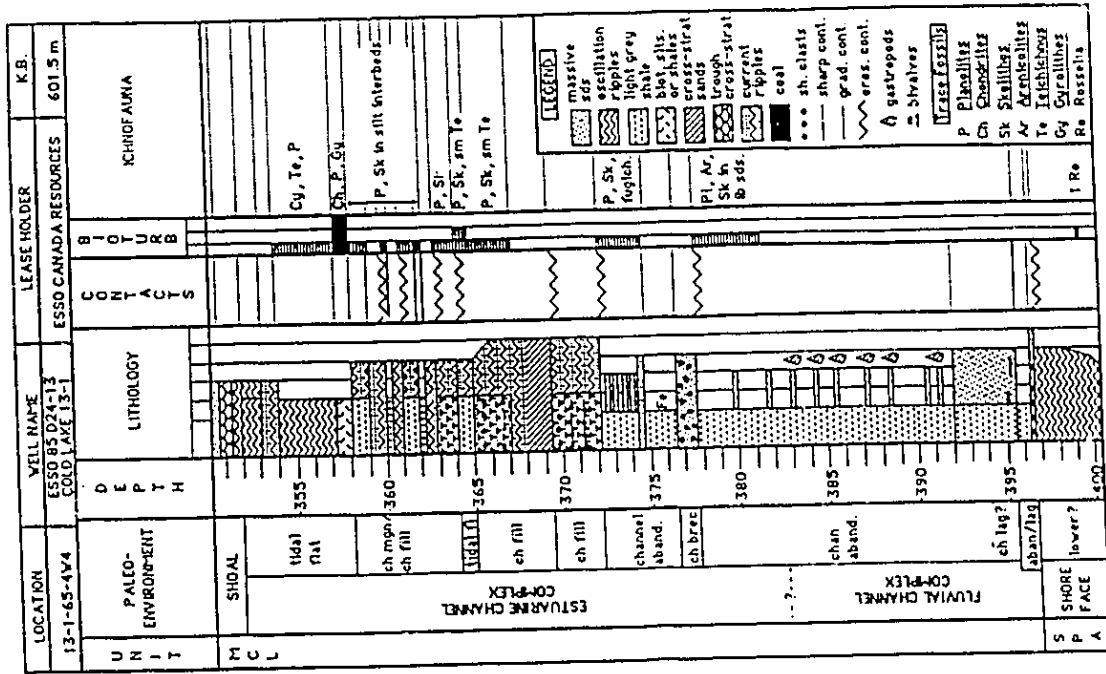 LOCATION
WELL NAME
LEASE HOLDER
K.B.
13-1-65-4W4
ESSO 85 D24-13
COLD LAKE 13-1
ESSO CANADA RESOURCES
601.5 m
UNIT
PALEO-
ENVIRONMENT
DEPTH
LITHOLOGY
CONTACTS
BIOTURB
ICHNOFAUNA
MCL
SPA
SHOAL
ESTUARINE CHANNEL
COMPLEX
..?..
FLUVIAL CHANNEL
COMPLEX
SHORE
FACE
tidal
flat
ch mgn/
ch fill
tidal fl
ch fill
ch fill
channel
aband.
ch brec
chan
aband.
ch lag?
aban/lag
lower?
355
360
365
370
375
380
385
390
395
400
Fe
Cy, Te, P
Ch, P, Gy
P, Sk in silt interbeds
P, Sk, sm Te
P, Sk, sm Te
P, Sk,
fugich.
Pl, Ar,
Sk in
lb sds.
1 Re
LEGEND
massive
sds
oscillation
ripples
light grey
shale
biot. slts.
or shales
cross-strat
sands
trough
cross-strat
current
ripples
coal
sh. clasts
sharp cont.
grad. cont.
eros. cont.
gastropods
bivalves
Trace Fossils
P Planolites
Ch Chondrites
Sk Skolithos
Ar Arenicolites
Te Teichichnus
Gy Gyrolithes
Re Rosselia